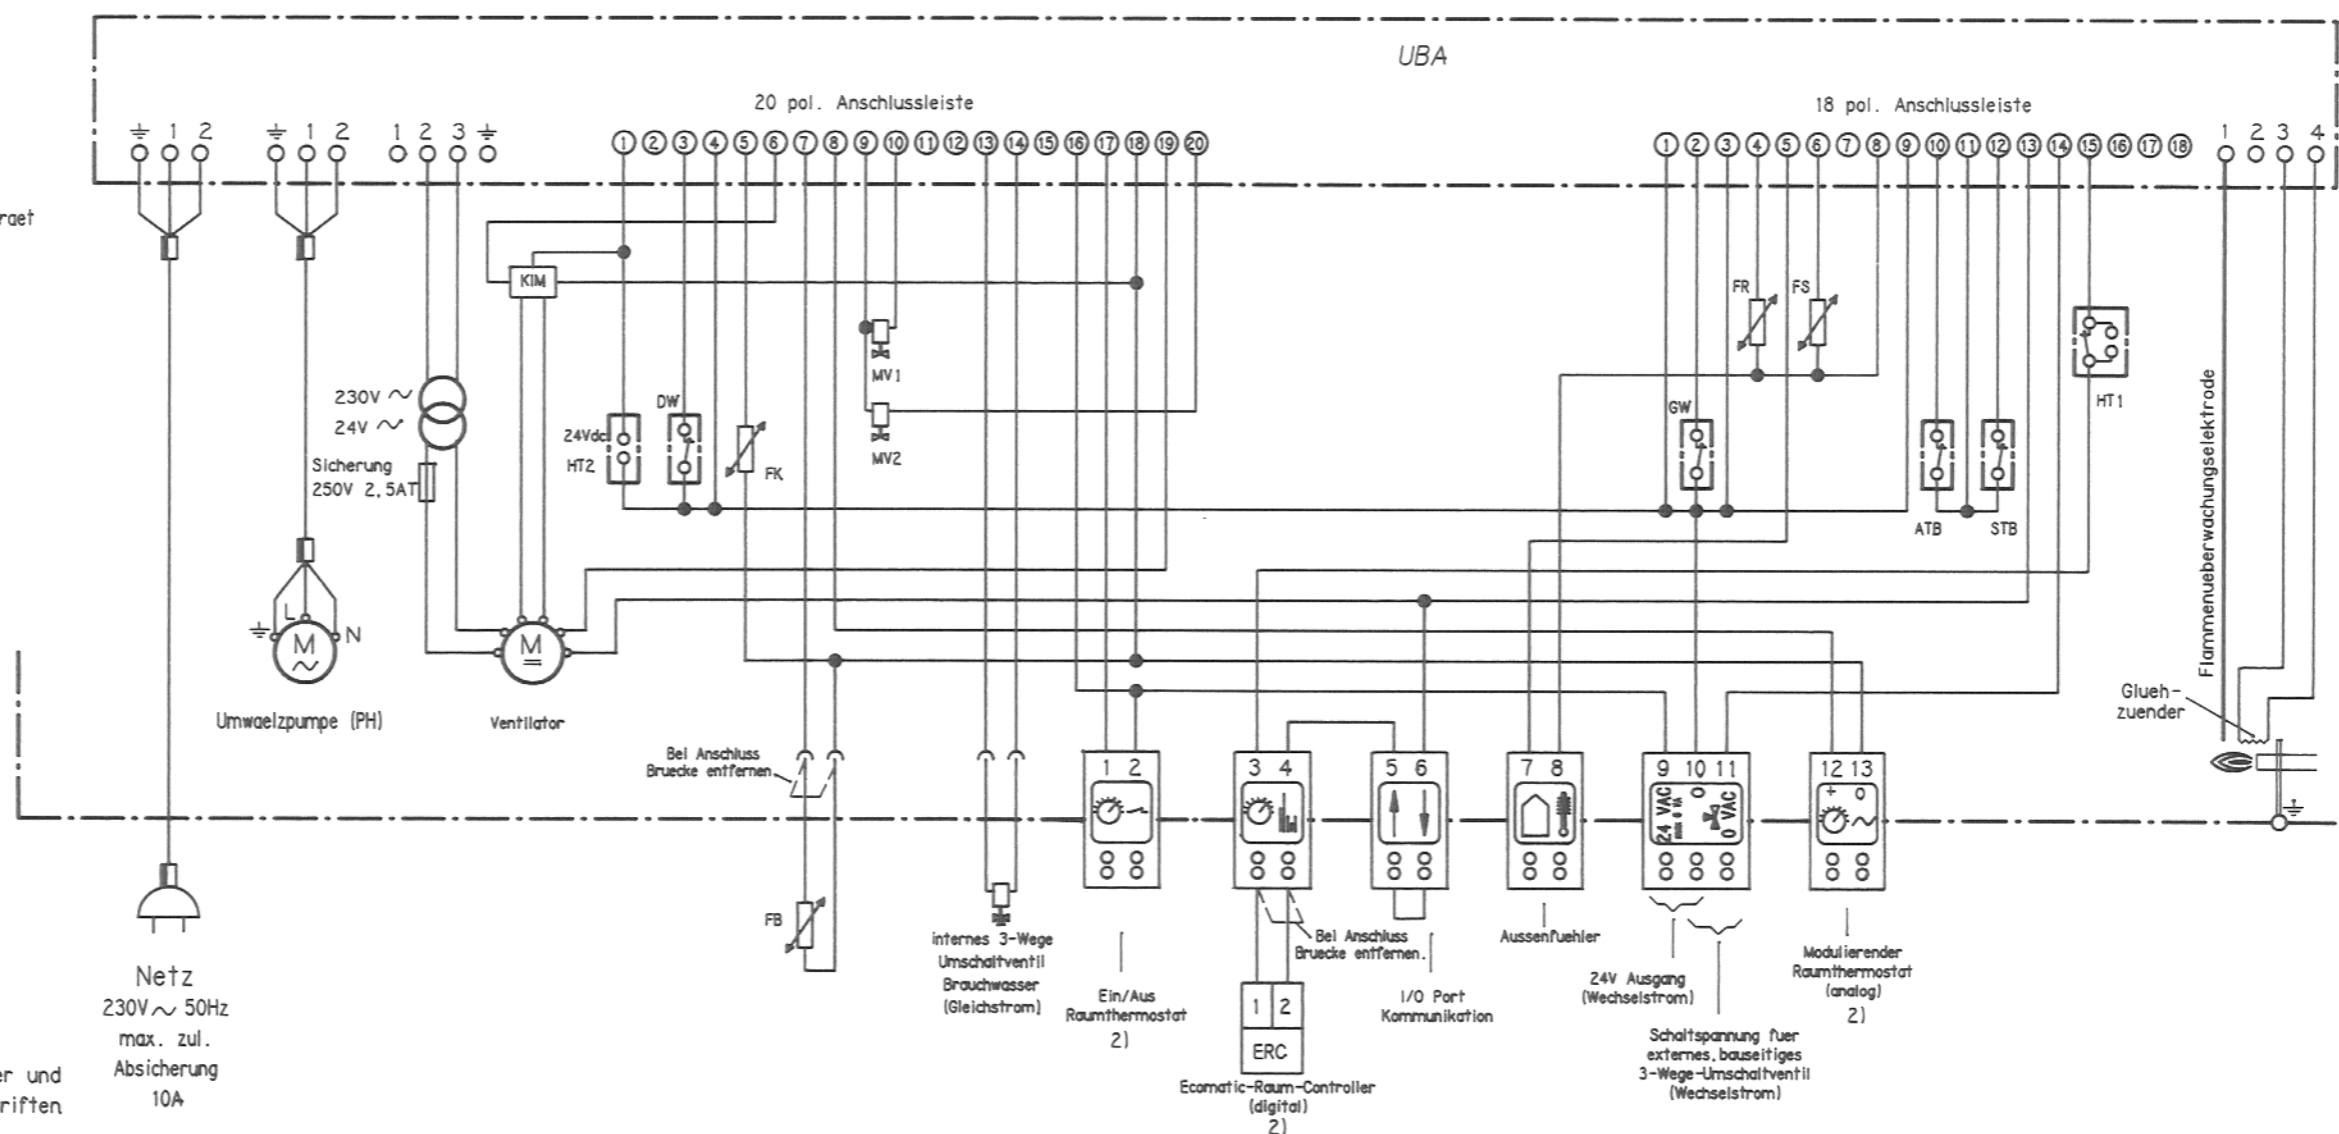 UBA
20 pol. Anschlussleiste
18 pol. Anschlussleiste
1 2
1 2
1 2 3
1 2 3 4 5 6 7 8 9 10 11 12 13 14 15 16 17 18 19 20
1 2 3 4 5 6 7 8 9 10 11 12 13 14 15 16 17 18
1 2 3 4
raet
KIM
FR
FS
MV1
HT1
230V ~
24V ~
DW
GW
24Vdc
HT2
FK
MV2
Sicherung
250V 2,5AT
ATB
STB
Flammenueberwachungselektrode
L
M
N
M
Umwaelzpumpe (PH)
Ventilator
Glueh-
zuender
Bei Anschluss
Bruecke entfernen
1 2
3 4
5 6
7 8
9 10 11
12 13
24 VAC
max 6 VA
0
0 VAC
+ 0
FB
internes 3-Wege
Umschaltventil
Brauchwasser
(Gleichstrom)
Ein/Aus
Raumthermostat
2)
Bei Anschluss
Bruecke entfernen.
1 2
ERC
Ecomatic-Raum-Controller
(digital)
2)
I/O Port
Kommunikation
Aussenfuehler
24V Ausgang
(Wechselstrom)
Schaltspannung fuer
externes, bauseitiges
3-Wege-Umschaltventil
(Wechselstrom)
Modulierender
Raumthermostat
(analog)
2)
Netz
230V~ 50Hz
max. zul.
Absicherung
10A
er und
riften